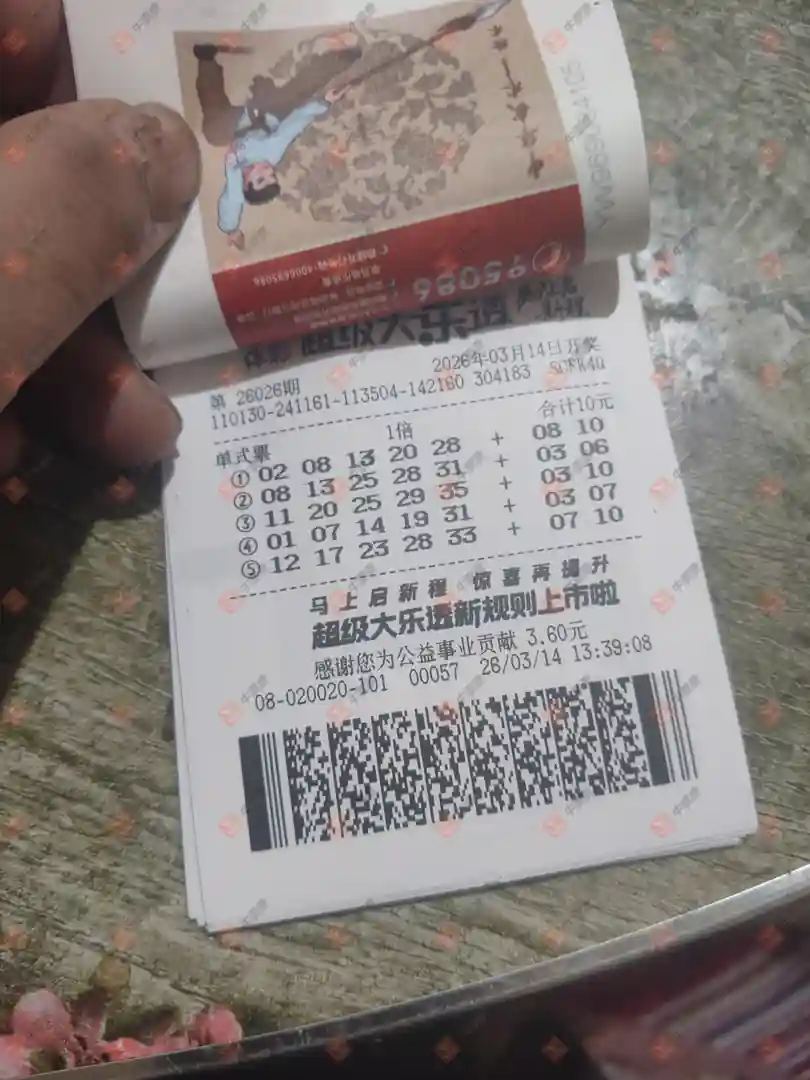 95086
体彩 超级大乐透
第 26026期
2026年03月14日开奖
110130-241161-113504-142160 304183
单式票
1倍
合计10元
① 02 08 13 20 28 + 08 10
② 08 13 25 28 31 + 03 06
③ 11 20 25 29 35 + 03 10
④ 01 07 14 19 31 + 03 07
⑤ 12 17 23 28 33 + 07 10
马上启新程 惊喜再提升
超级大乐透新规则上市啦
感谢您为公益事业贡献 3.60元
08-020020-101 00057 26/03/14 13:39:08